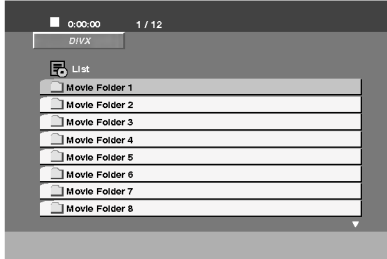 0:00:00 1 / 12
DIVX
List
Movie Folder 1
Movie Folder 2
Movie Folder 3
Movie Folder 4
Movie Folder 5
Movie Folder 6
Movie Folder 7
Movie Folder 8